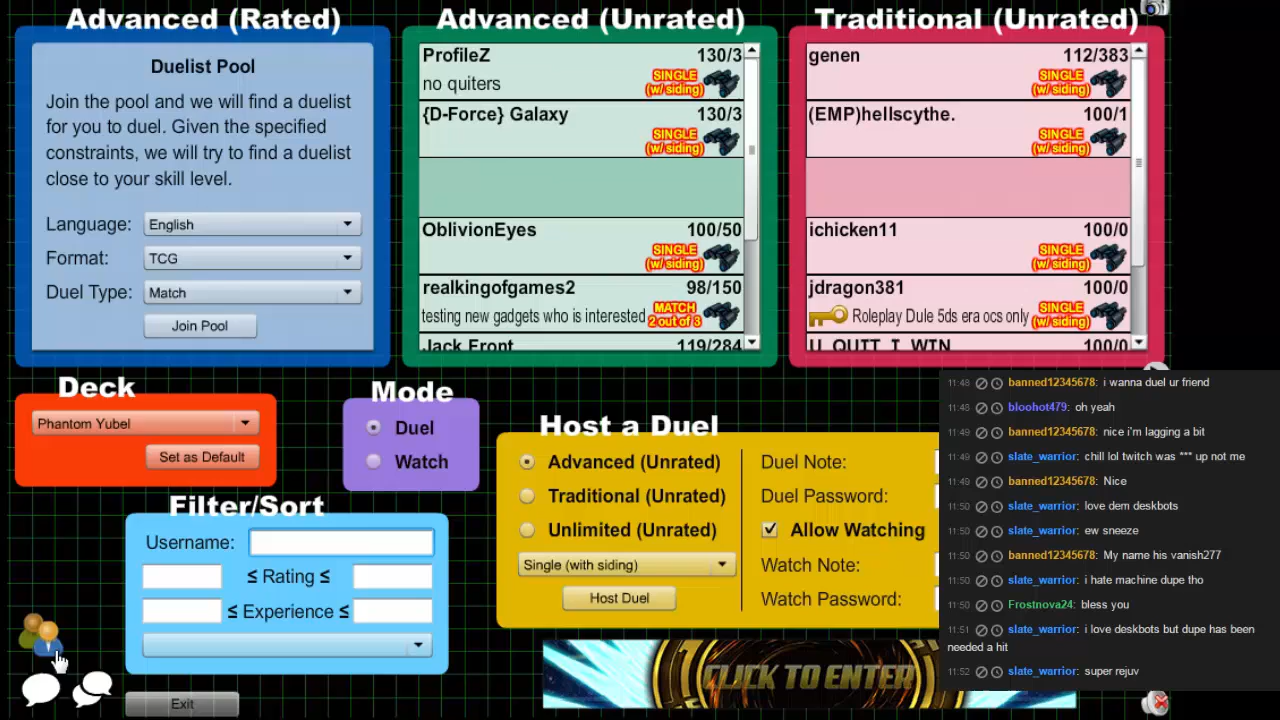 Advanced (Rated)
Duelist Pool
Join the pool and we will find a duelist
for you to duel. Given the specified
constraints, we will try to find a duelist
close to your skill level.
Language: English
Format: TCG
Duel Type: Match
Join Pool
Advanced (Unrated)
ProfileZ 130/3
no quiters SINGLE
(w/ siding)
{D-Force} Galaxy 130/3
SINGLE
(w/ siding)
OblivionEyes 100/50
SINGLE
(w/ siding)
realkingofgames2 98/150
testing new gadgets who is interested MATCH
2 out of 3
Jack Front 119/284
Traditional (Unrated)
genen 112/383
SINGLE
(w/ siding)
(EMP)hellscythe. 100/1
SINGLE
(w/ siding)
ichicken11 100/0
SINGLE
(w/ siding)
jdragon381 100/0
Roleplay Dule 5ds era ocs only SINGLE
(w/ siding)
U QUIT I WIN 100/0
Deck
Phantom Yubel
Set as Default
Mode
Duel
Watch
Filter/Sort
Username:
≤ Rating ≤
≤ Experience ≤
Exit
Host a Duel
Advanced (Unrated)
Traditional (Unrated)
Unlimited (Unrated)
Single (with siding)
Host Duel
Duel Note:
Duel Password:
Allow Watching
Watch Note:
Watch Password:
CLICK TO ENTER
11:48 banned12345678: i wanna duel ur friend
11:48 bloohot479: oh yeah
11:49 banned12345678: nice i'm lagging a bit
11:49 slate_warrior: chill lol twitch was *** up not me
11:49 banned12345678: Nice
11:50 slate_warrior: love dem deskbots
11:50 slate_warrior: ew sneeze
11:50 banned12345678: My name his vanish277
11:50 slate_warrior: i hate machine dupe tho
11:50 Frostnova24: bless you
11:51 slate_warrior: i love deskbots but dupe has been
needed a hit
11:52 slate_warrior: super rejuv